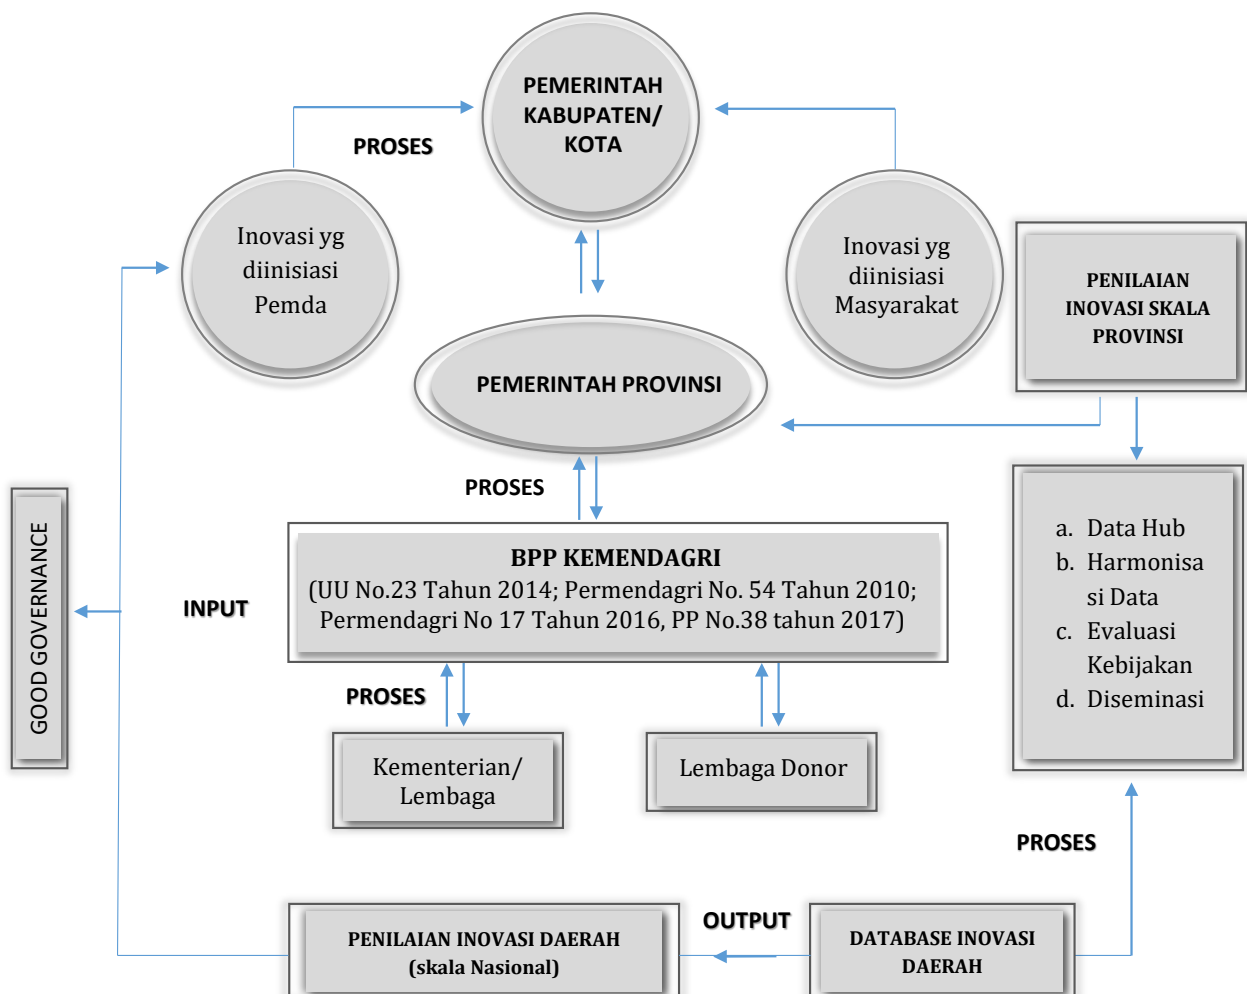 PEMERINTAH
KABUPATEN/
KOTA
PROSES
Inovasi yg
diinisiasi
Pemda
Inovasi yg
diinisiasi
Masyarakat
PENILAIAN
INOVASI SKALA
PROVINSI
PEMERINTAH PROVINSI
PROSES
GOOD GOVERNANCE
INPUT
BPP KEMENDAGRI
(UU No.23 Tahun 2014; Permendagri No. 54 Tahun 2010;
Permendagri No 17 Tahun 2016, PP No.38 tahun 2017)
a. Data Hub
b. Harmonisa
si Data
c. Evaluasi
Kebijakan
d. Diseminasi
PROSES
Kementerian/
Lembaga
Lembaga Donor
PROSES
PENILAIAN INOVASI DAERAH
(skala Nasional)
OUTPUT
DATABASE INOVASI
DAERAH